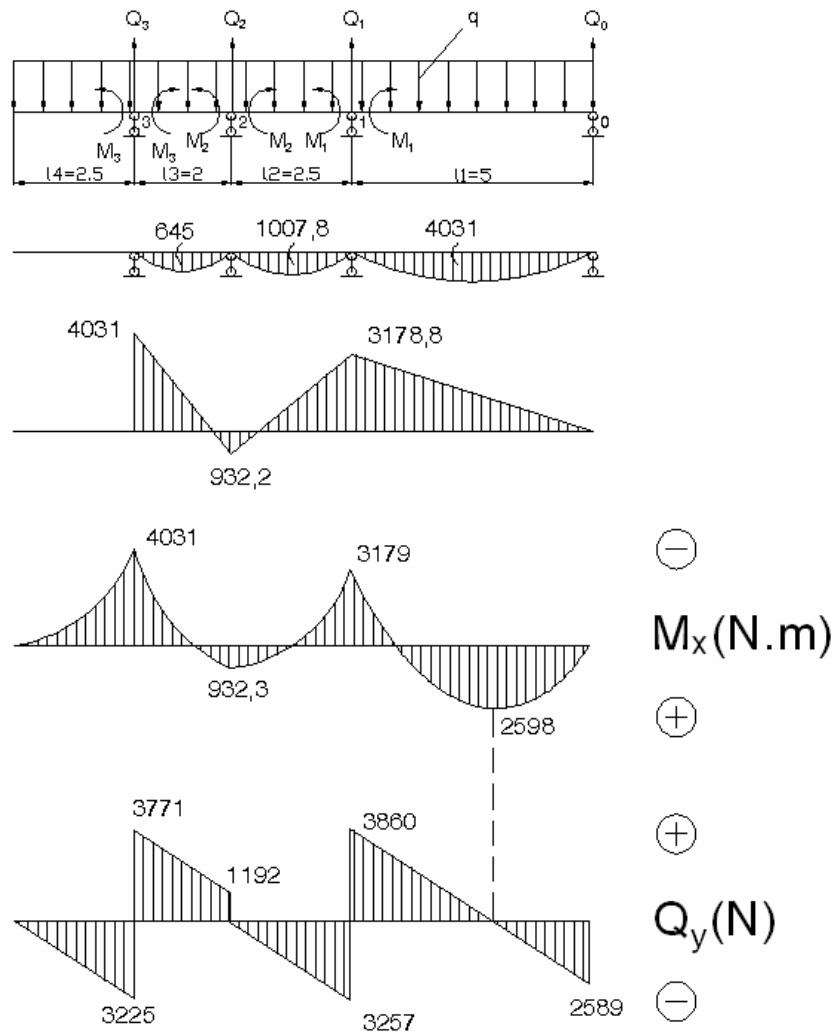 Q3 Q2 Q1 q Q0
3 2 1 0
M3 M3 M2 M2 M1 M1
l4=2.5 l3=2 l2=2.5 l1=5
645 1007,8 4031
4031 3178,8
932,2
4031 3179
Mx(N.m)
932,3
2598
3771 3860
1192
Qy(N)
3225 3257 2589